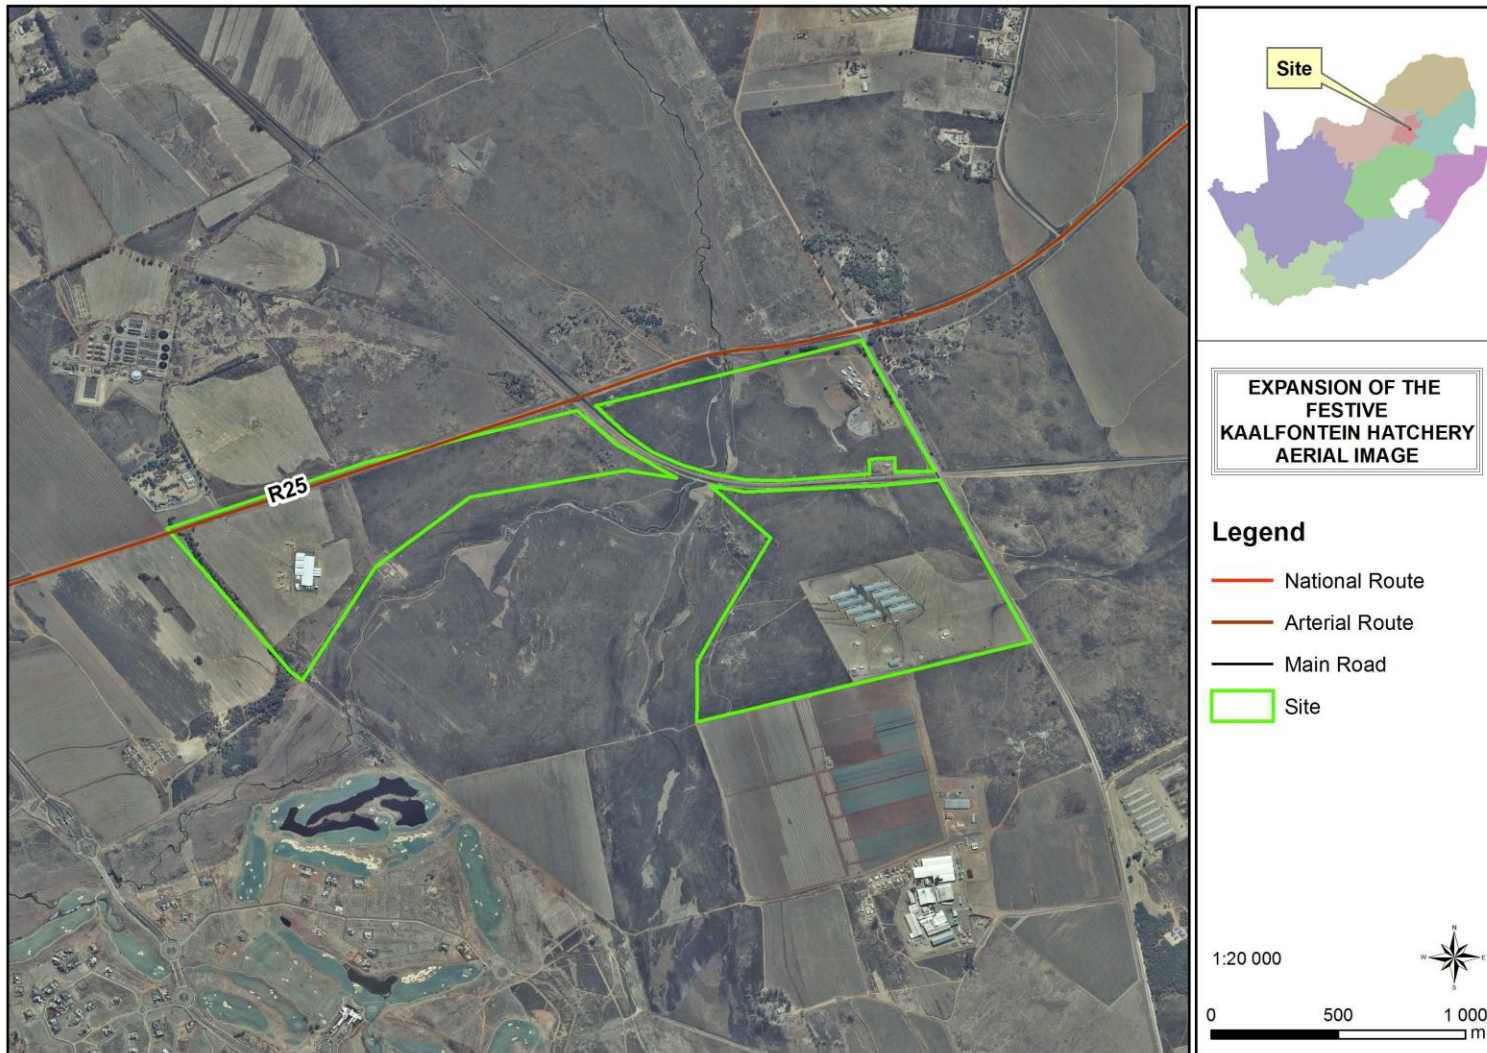 R25
Site
EXPANSION OF THE
FESTIVE
KAALFONTEIN HATCHERY
AERIAL IMAGE
Legend
National Route
Arterial Route
Main Road
Site
1:20 000
N
W
E
S
0 500 1 000
m